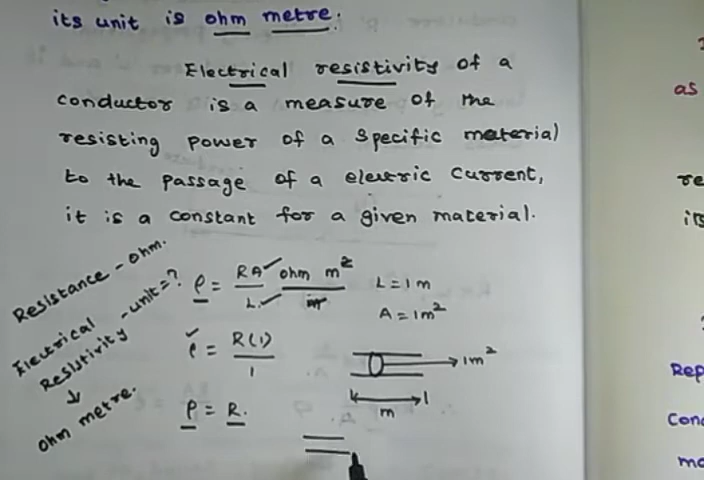 its unit is ohm metre.
Electrical resistivity of a
conductor is a measure of the
resisting power of a specific material
to the passage of a electric current,
it is a constant for a given material.
Resistance - ohm.
Electrical
Resistivity - unit = ?
↓
ohm metre.
ρ = RA / L ohm m² / m
L = 1 m
A = 1 m²
ρ = R(1) / 1
1m²
1
m
ρ = R.
as
re
its
Rep
Cond